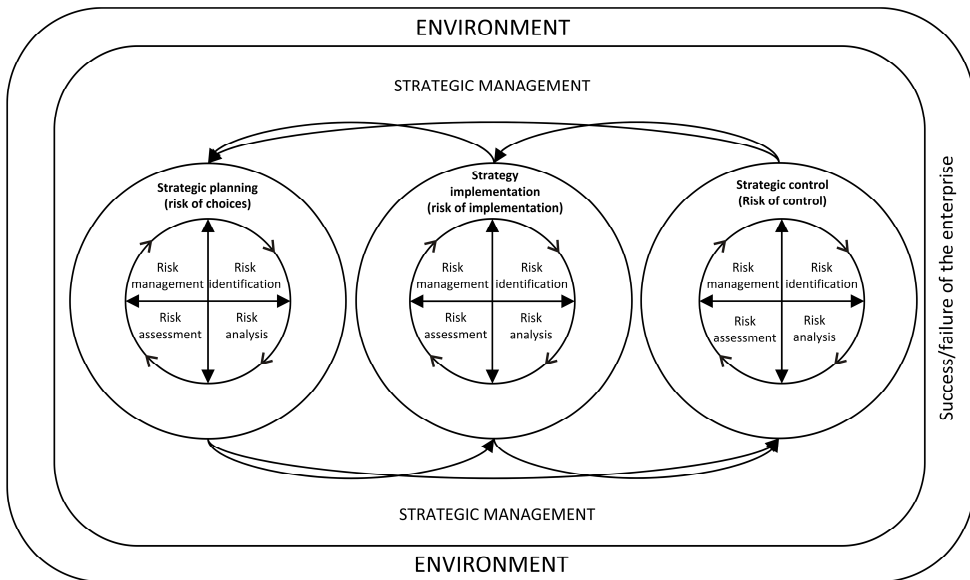 ENVIRONMENT
STRATEGIC MANAGEMENT
Strategic planning
(risk of choices)
Risk
management
Risk
identification
Risk
assessment
Risk
analysis
Strategy
implementation
(risk of implementation)
Risk
management
Risk
identification
Risk
assessment
Risk
analysis
Strategic control
(Risk of control)
Risk
management
Risk
identification
Risk
assessment
Risk
analysis
Success/failure of the enterprise
STRATEGIC MANAGEMENT
ENVIRONMENT